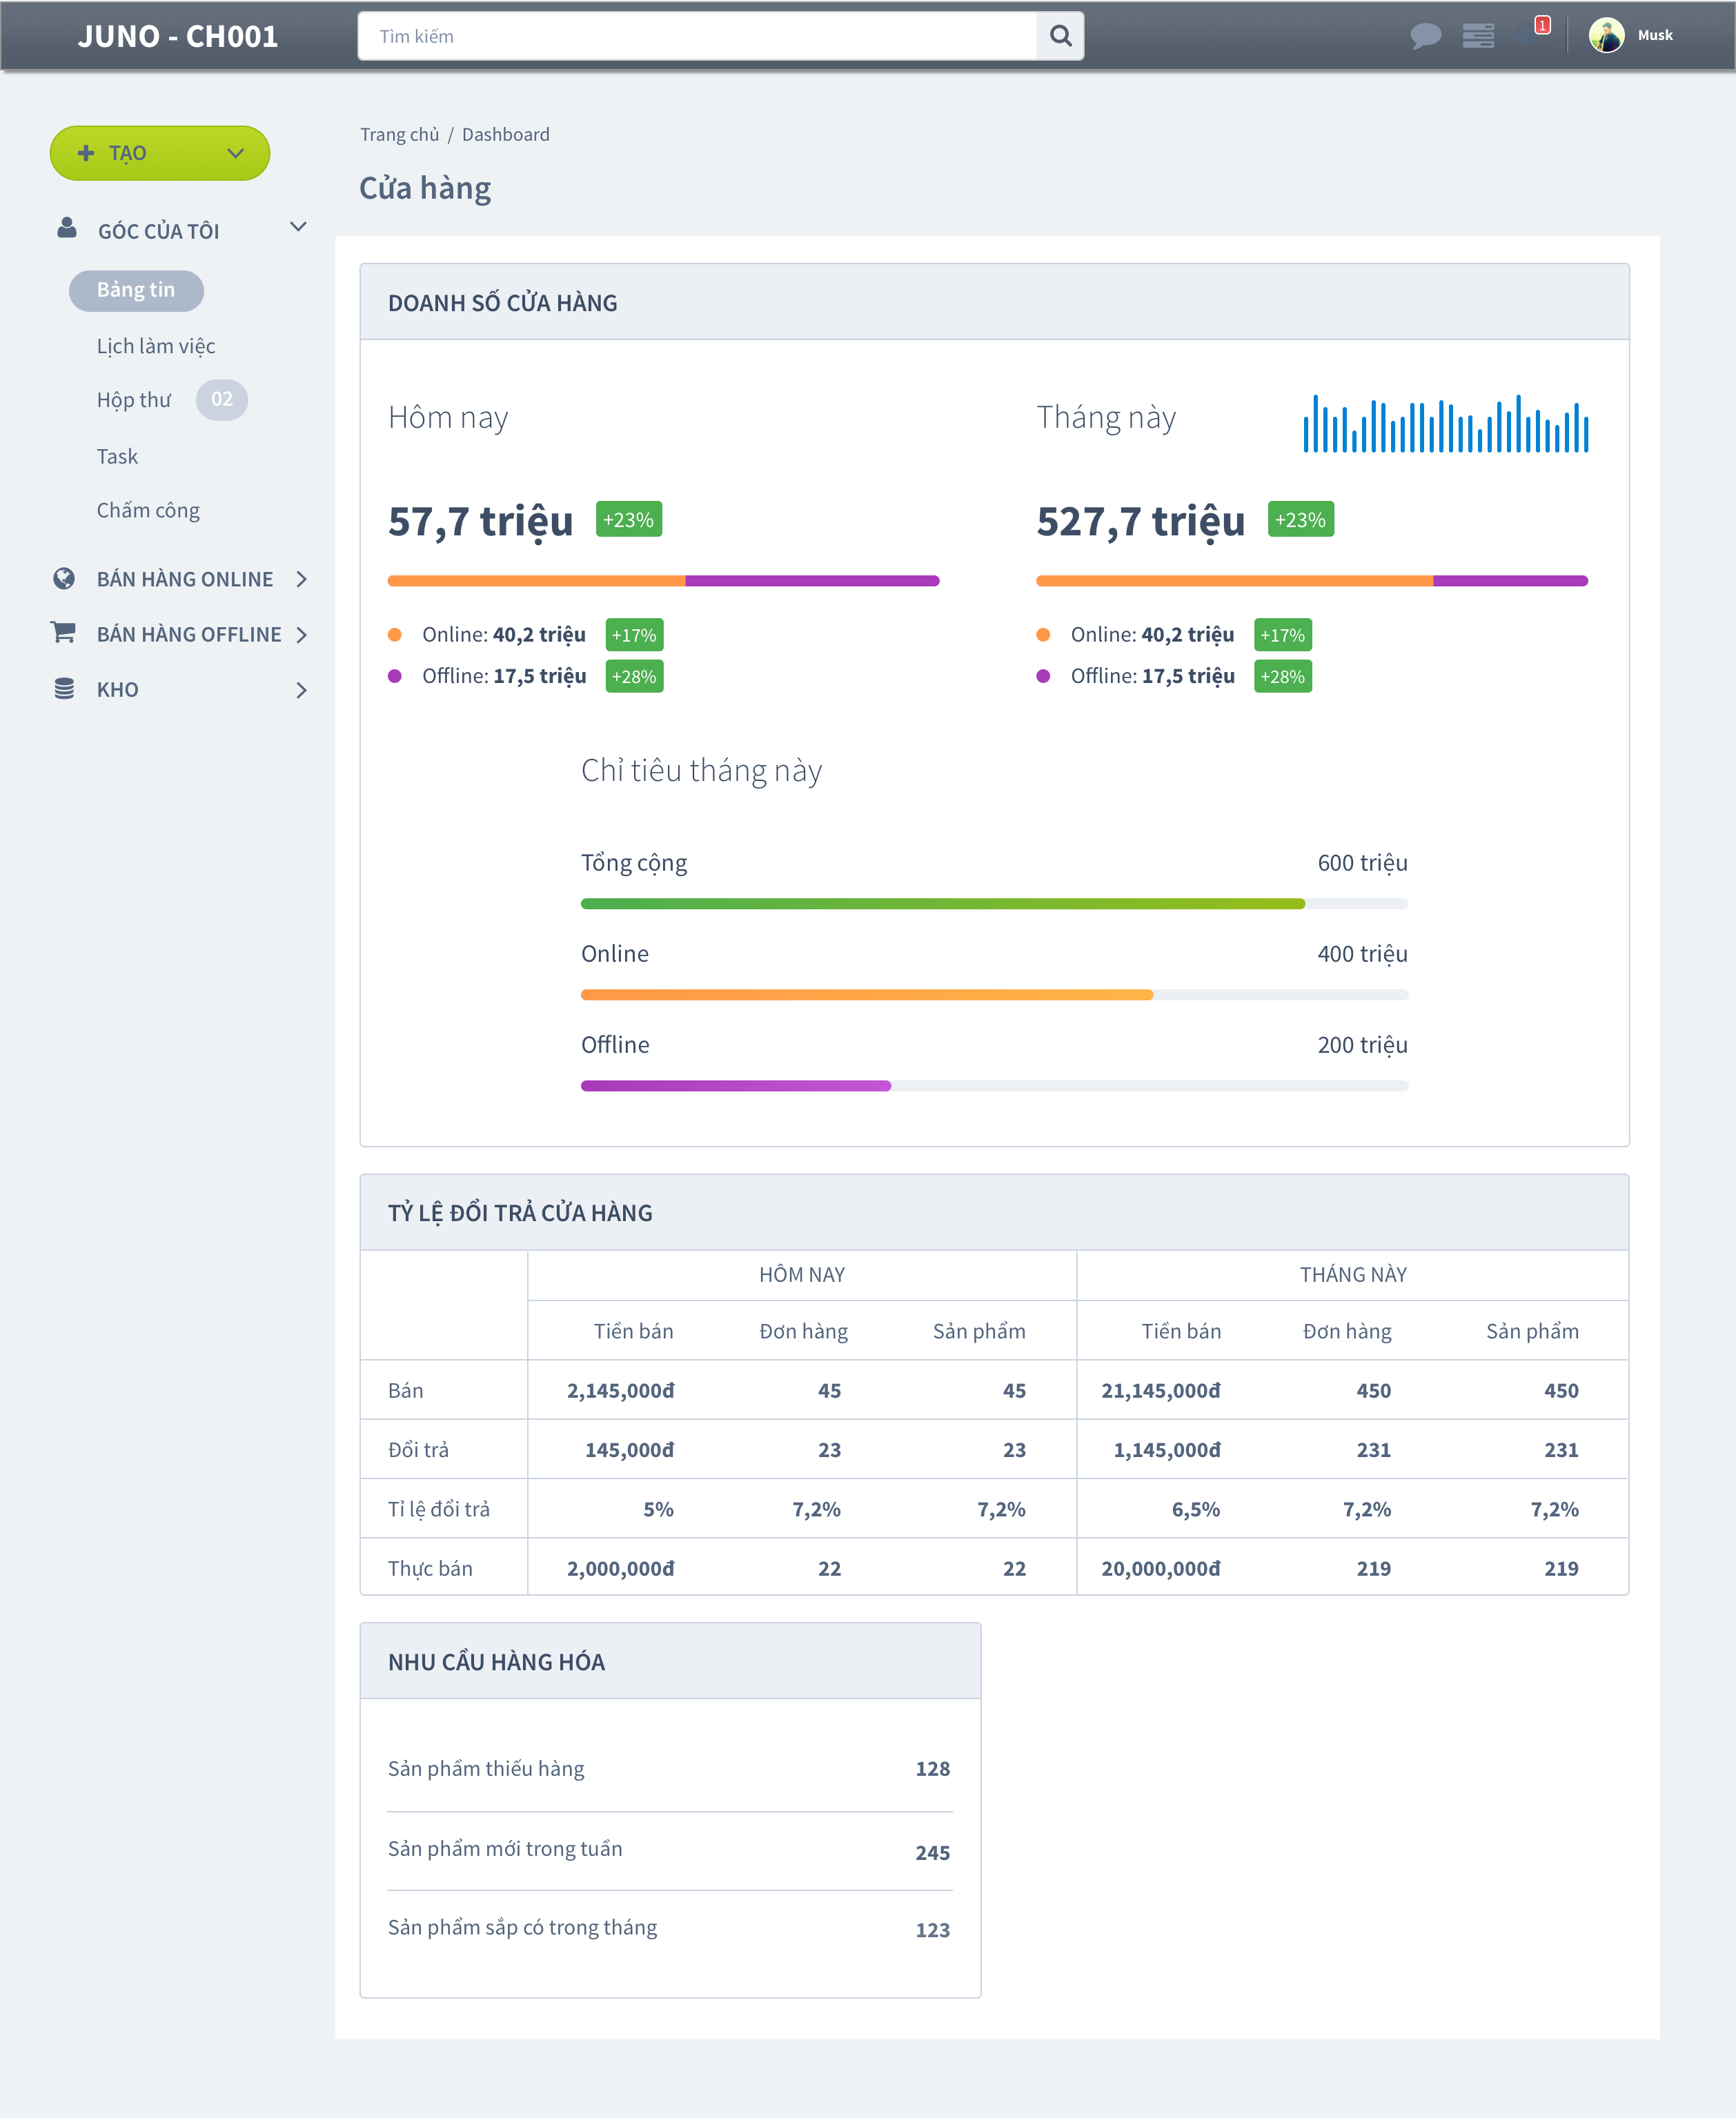 JUNO - CH001
Tìm kiếm
1
Musk
TẠO
GÓC CỦA TÔI
Bảng tin
Lịch làm việc
Hộp thư 02
Task
Chấm công
BÁN HÀNG ONLINE
BÁN HÀNG OFFLINE
KHO
Trang chủ / Dashboard
Cửa hàng
DOANH SỐ CỬA HÀNG
Hôm nay
57,7 triệu +23%
Online: 40,2 triệu +17%
Offline: 17,5 triệu +28%
Tháng này
527,7 triệu +23%
Online: 40,2 triệu +17%
Offline: 17,5 triệu +28%
Chỉ tiêu tháng này
Tổng cộng 600 triệu
Online 400 triệu
Offline 200 triệu
TỶ LỆ ĐỔI TRẢ CỬA HÀNG
HÔM NAY THÁNG NÀY
Tiền bán Đơn hàng Sản phẩm Tiền bán Đơn hàng Sản phẩm
Bán 2,145,000đ 45 45 21,145,000đ 450 450
Đổi trả 145,000đ 23 23 1,145,000đ 231 231
Tỉ lệ đổi trả 5% 7,2% 7,2% 6,5% 7,2% 7,2%
Thực bán 2,000,000đ 22 22 20,000,000đ 219 219
NHU CẦU HÀNG HÓA
Sản phẩm thiếu hàng 128
Sản phẩm mới trong tuần 245
Sản phẩm sắp có trong tháng 123